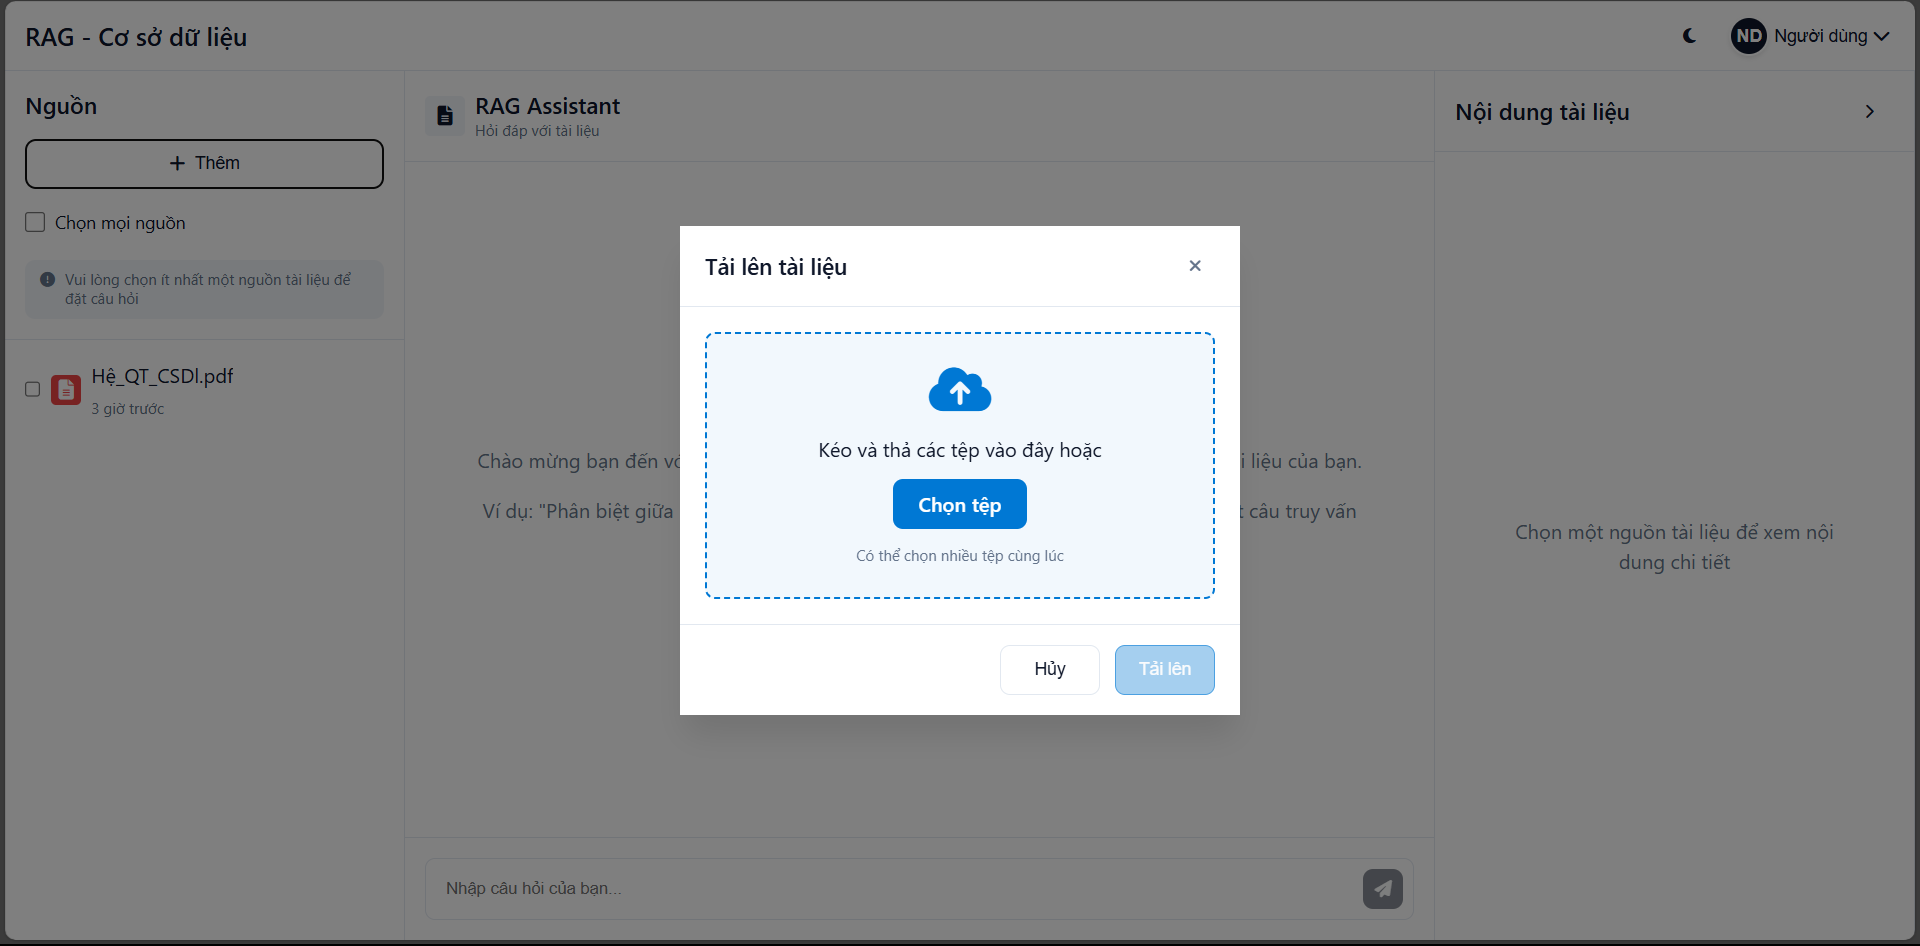 RAG - Cơ sở dữ liệu
ND Người dùng
Nguồn
+ Thêm
Chọn mọi nguồn
Vui lòng chọn ít nhất một nguồn tài liệu để
đặt câu hỏi
Hệ_QT_CSDl.pdf
3 giờ trước
RAG Assistant
Hỏi đáp với tài liệu
Chào mừng bạn đến
i liệu của bạn.
Ví dụ: "Phân biệt giữa
câu truy vấn
Nhập câu hỏi của bạn...
Nội dung tài liệu
Chọn một nguồn tài liệu để xem nội
dung chi tiết
Tải lên tài liệu
Kéo và thả các tệp vào đây hoặc
Chọn tệp
Có thể chọn nhiều tệp cùng lúc
Hủy
Tải lên